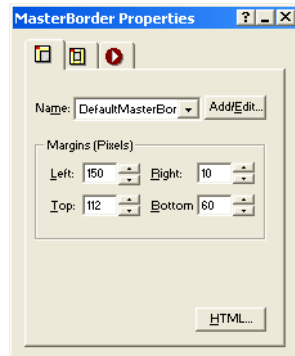 MasterBorder Properties
Name: DefaultMasterBor Add/Edit...
Margins (Pixels)
Left: 150 Right: 10
Top: 112 Bottom 60
HTML...